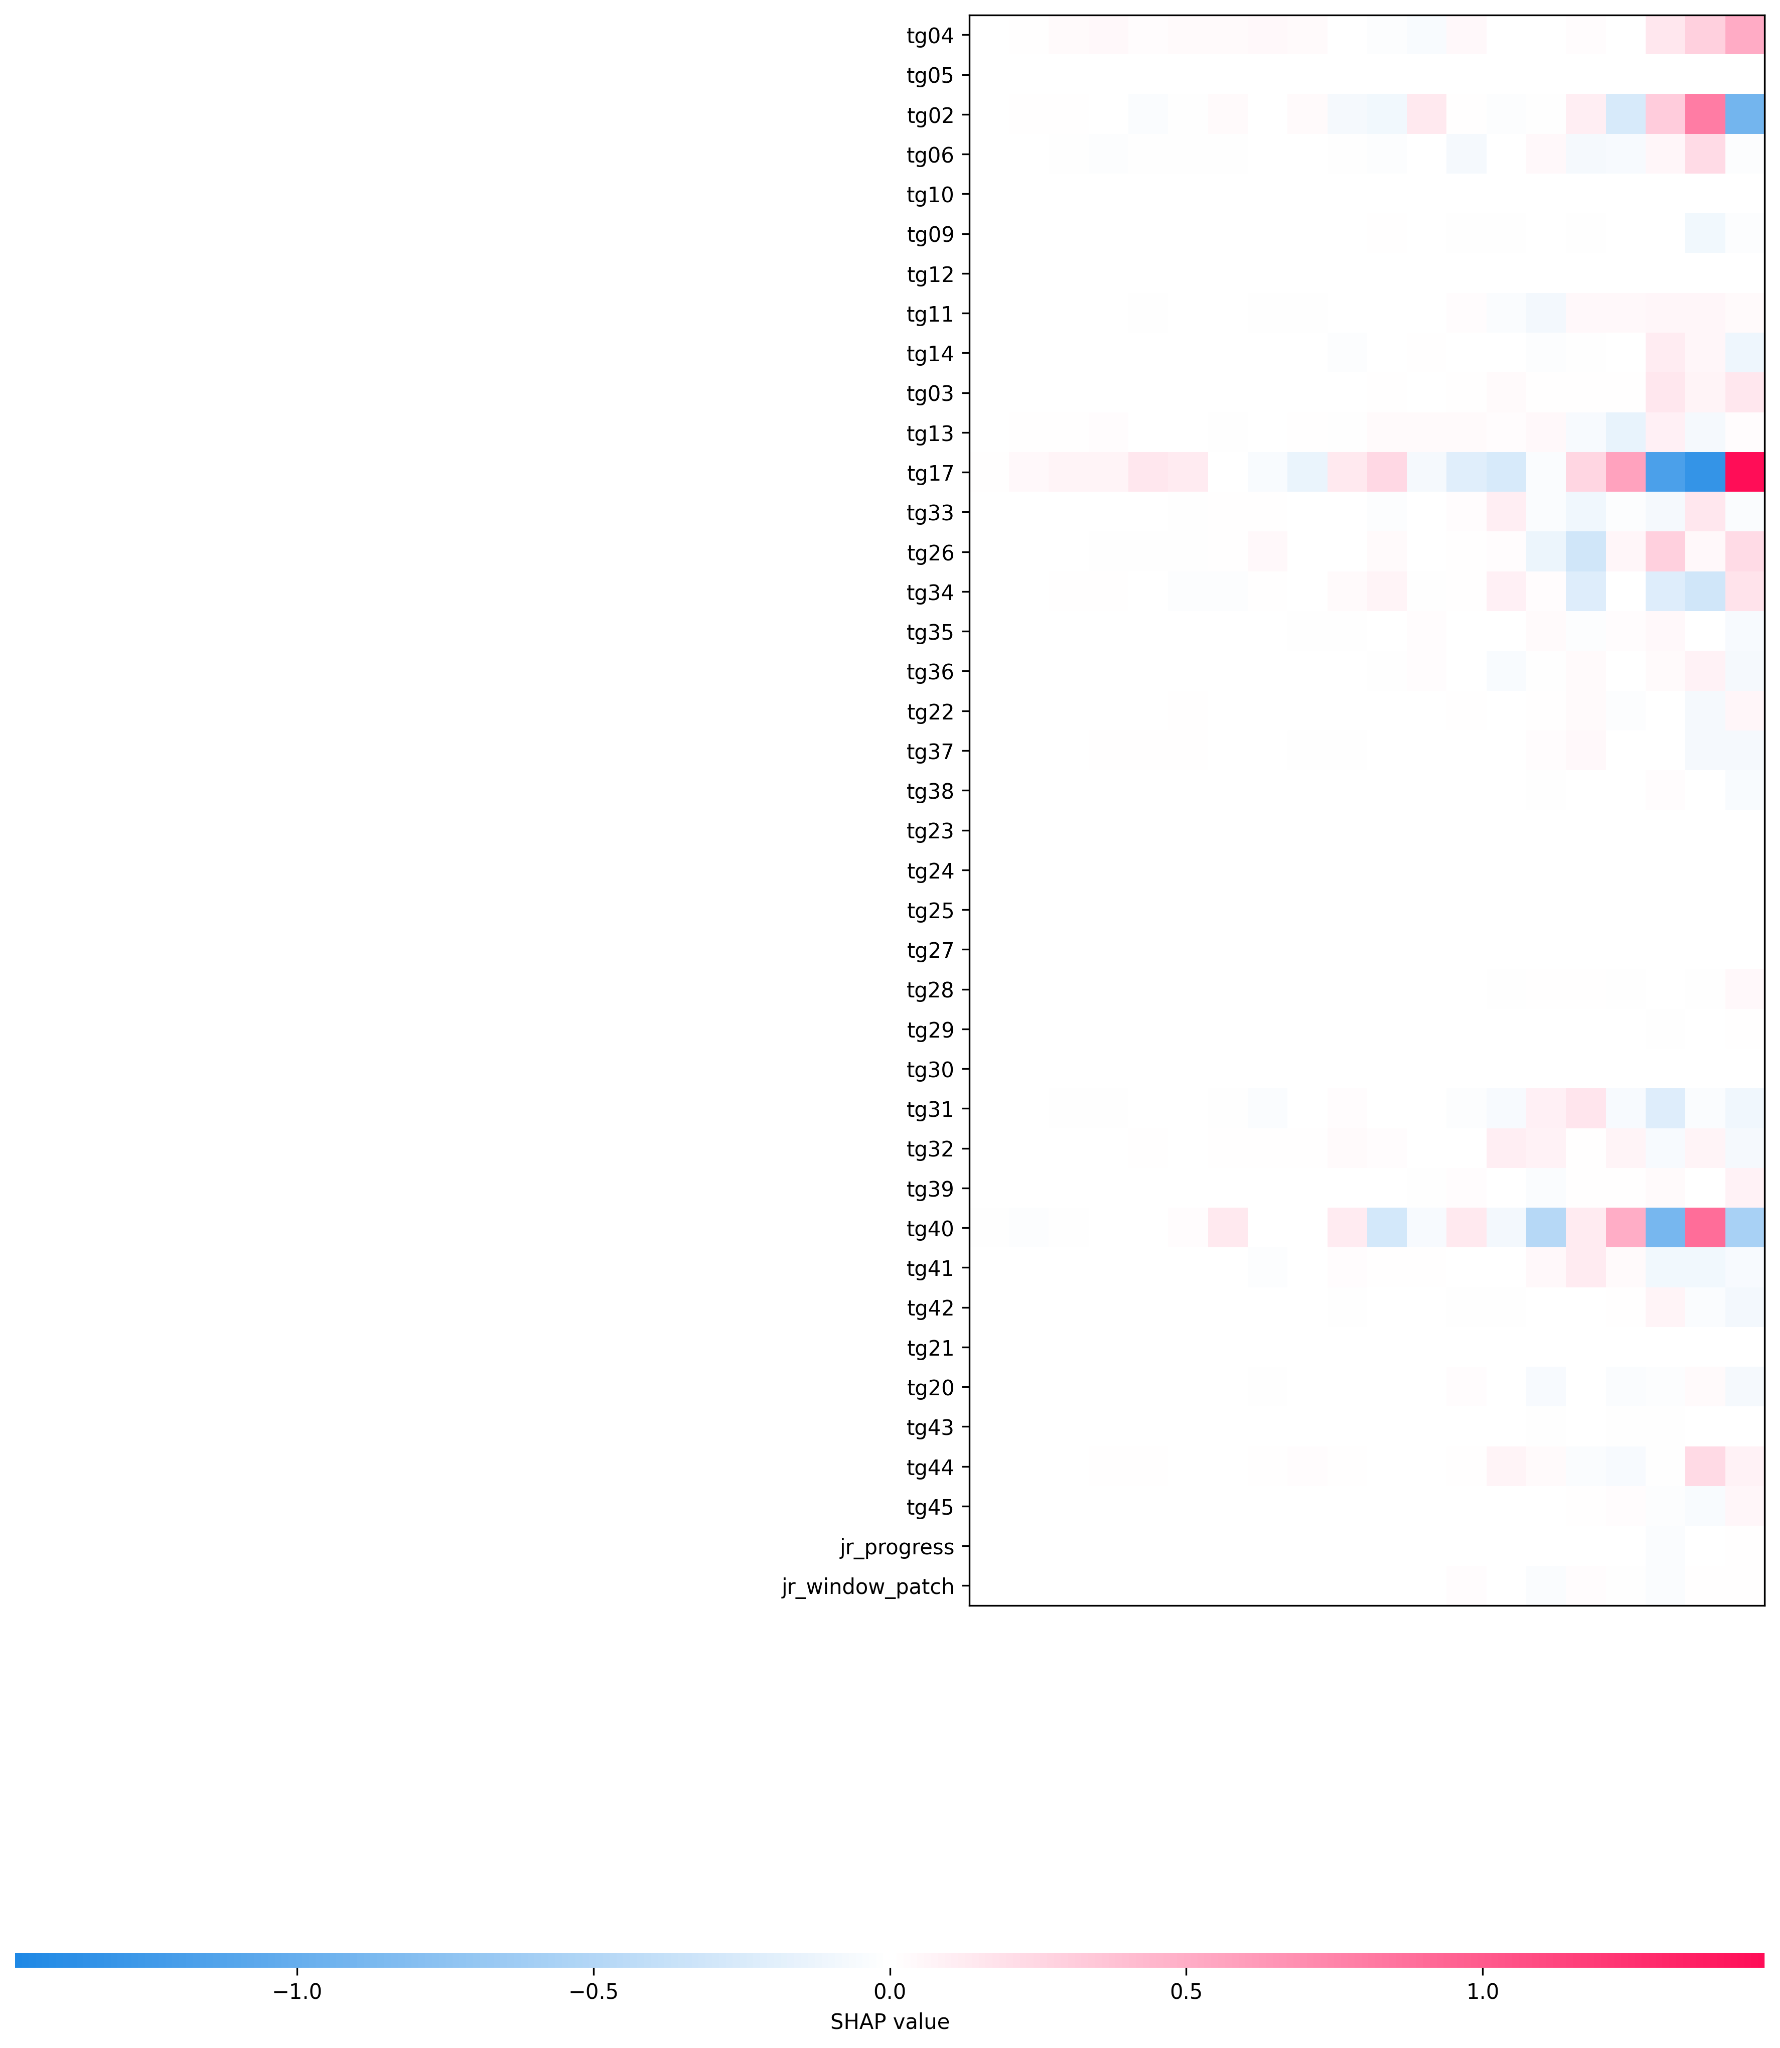 tg04
tg05
tg02
tg06
tg10
tg09
tg12
tg11
tg14
tg03
tg13
tg17
tg33
tg26
tg34
tg35
tg36
tg22
tg37
tg38
tg23
tg24
tg25
tg27
tg28
tg29
tg30
tg31
tg32
tg39
tg40
tg41
tg42
tg21
tg20
tg43
tg44
tg45
jr_progress
jr_window_patch
−1.0 −0.5 0.0 0.5 1.0
SHAP value